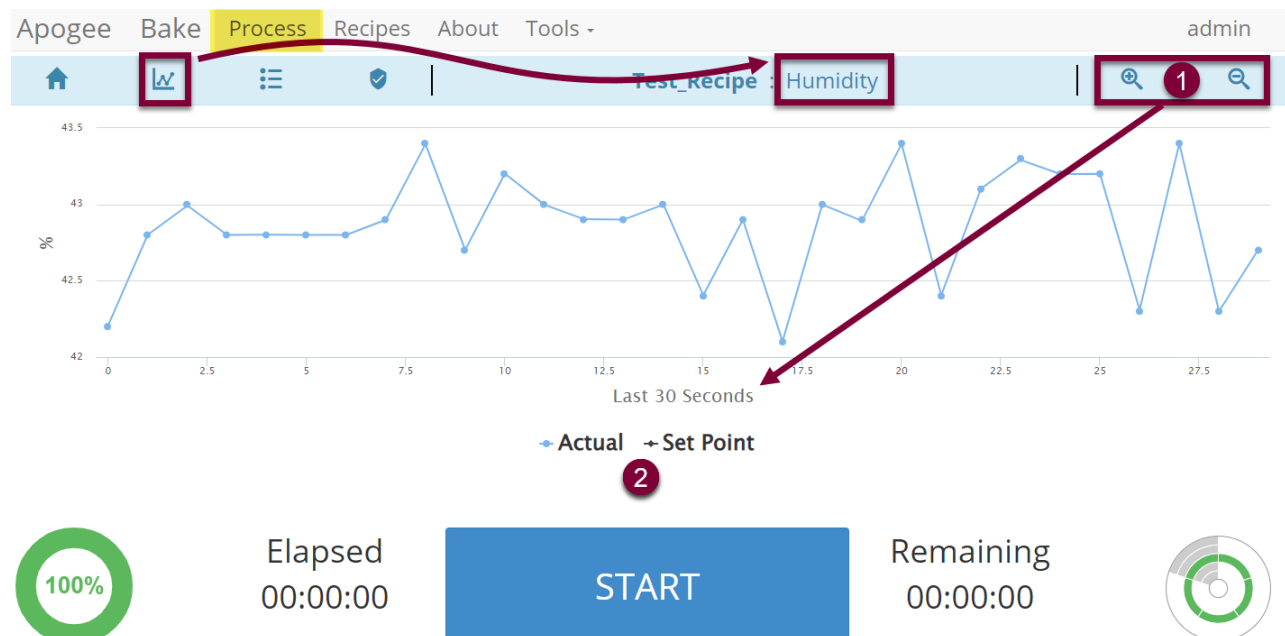 Apogee Bake Process Recipes About Tools admin
Test_Recipe : Humidity 1
43.5
43
%
42.5
42
0 2.5 5 7.5 10 12.5 15 17.5 20 22.5 25 27.5
Last 30 Seconds
Actual Set Point
2
Elapsed Remaining
100% START
00:00:00 00:00:00